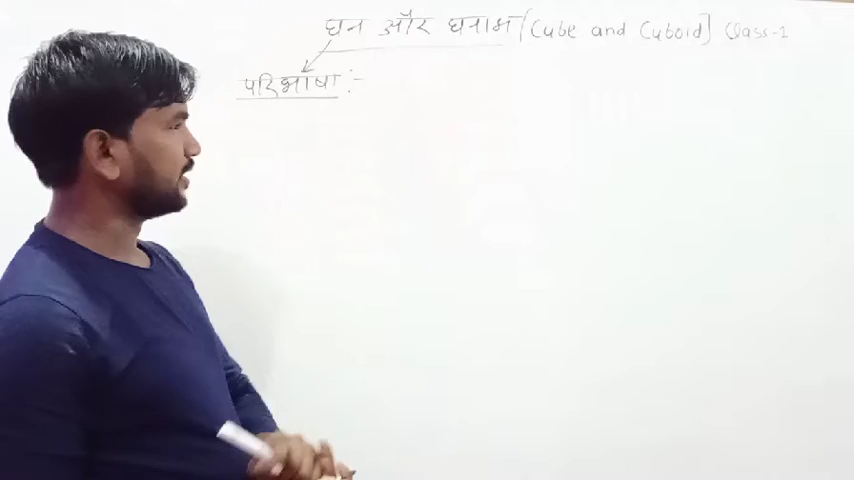 घन और घनाभ [Cube and Cuboid] Class-1
परिभाषा :-